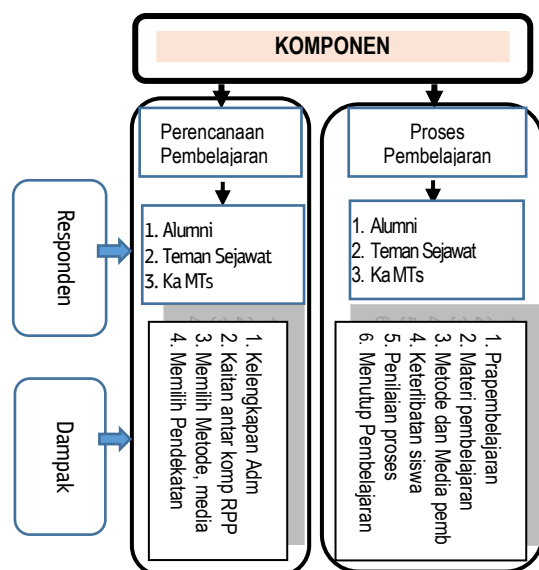 KOMPONEN
Perencanaan
Pembelajaran
Proses
Pembelajaran
Responden
1. Alumni
2. Teman Sejawat
3. Ka MTs
1. Alumni
2. Teman Sejawat
3. Ka MTs
Dampak
1. Kelengkapan Adm
2. Kaitan antar komp RPP
3. Memilih Metode, media
4. Memilih Pendekatan
1. Prapembelajaran
2. Materi pembelajaran
3. Metode dan Media pemb
4. Keterlibatan siswa
5. Penilaian proses
6. Menutup Pembelajaran